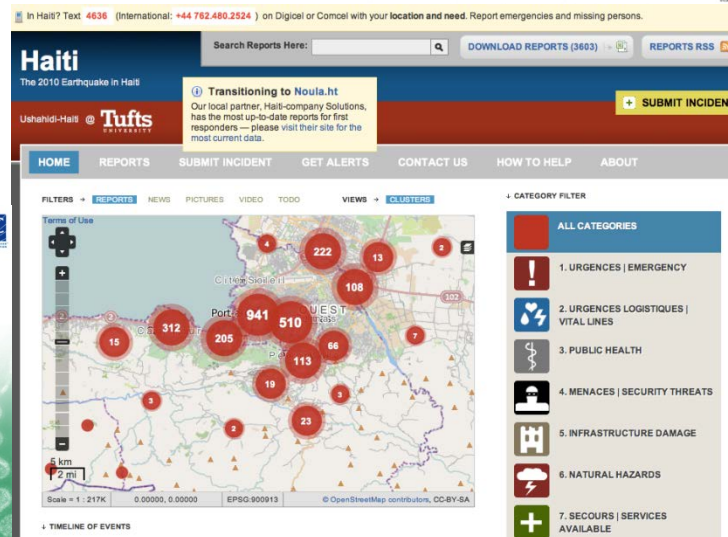 In Haiti? Text 4636 (International: +44 762.480.2524 ) on Digicel or Comcel with your location and need. Report emergencies and missing persons.
Haiti
The 2010 Earthquake in Haiti
Search Reports Here:
DOWNLOAD REPORTS (3603)
REPORTS RSS
Ushahidi-Haiti @ Tufts
UNIVERSITY
Transitioning to Noula.ht
Our local partner, Haiti-company Solutions,
has the most up-to-date reports for first
responders — please visit their site for the
most current data.
+ SUBMIT INCIDEN
HOME REPORTS SUBMIT INCIDENT GET ALERTS CONTACT US HOW TO HELP ABOUT
FILTERS → REPORTS NEWS PICTURES VIDEO TODO VIEWS → CLUSTERS
Terms of Use
4
222
13
2
108
102
941
510
312
205
15
Port
66
7
113
19
3
3
23
2
5 km
2 mi
Scale = 1 : 217K 0.00000, 0.00000 EPSG:900913 © OpenStreetMap contributors, CC-BY-SA
↓ TIMELINE OF EVENTS
↓ CATEGORY FILTER
ALL CATEGORIES
1. URGENCES | EMERGENCY
2. URGENCES LOGISTIQUES |
VITAL LINES
3. PUBLIC HEALTH
4. MENACES | SECURITY THREATS
5. INFRASTRUCTURE DAMAGE
6. NATURAL HAZARDS
7. SECOURS | SERVICES
AVAILABLE